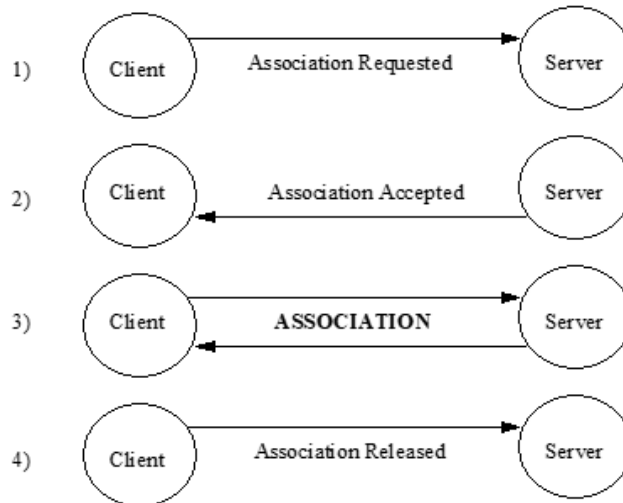 1) Client Association Requested Server
2) Client Association Accepted Server
3) Client ASSOCIATION Server
4) Client Association Released Server